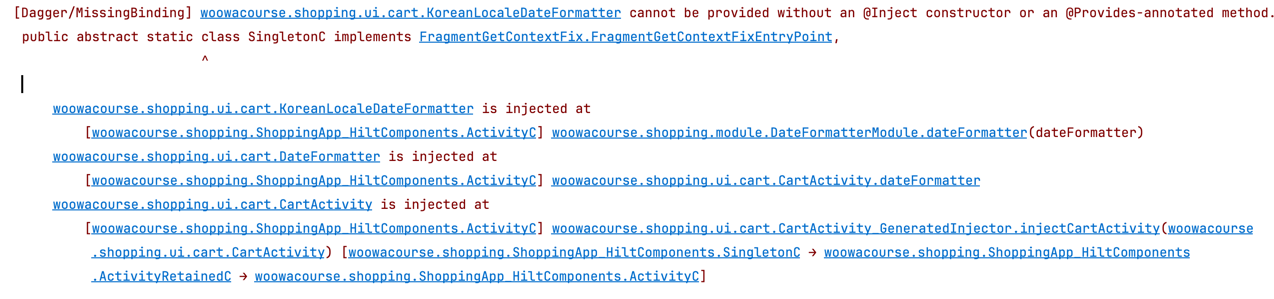 [Dagger/MissingBinding] woowacourse.shopping.ui.cart.KoreanLocaleDateFormatter cannot be provided without an @Inject constructor or an @Provides-annotated method.
public abstract static class SingletonC implements FragmentGetContextFix.FragmentGetContextFixEntryPoint,
^
woowacourse.shopping.ui.cart.KoreanLocaleDateFormatter is injected at
[woowacourse.shopping.ShoppingApp_HiltComponents.ActivityC] woowacourse.shopping.module.DateFormatterModule.dateFormatter(dateFormatter)
woowacourse.shopping.ui.cart.DateFormatter is injected at
[woowacourse.shopping.ShoppingApp_HiltComponents.ActivityC] woowacourse.shopping.ui.cart.CartActivity.dateFormatter
woowacourse.shopping.ui.cart.CartActivity is injected at
[woowacourse.shopping.ShoppingApp_HiltComponents.ActivityC] woowacourse.shopping.ui.cart.CartActivity_GeneratedInjector.injectCartActivity(woowacourse
.shopping.ui.cart.CartActivity) [woowacourse.shopping.ShoppingApp_HiltComponents.SingletonC → woowacourse.shopping.ShoppingApp_HiltComponents
.ActivityRetainedC → woowacourse.shopping.ShoppingApp_HiltComponents.ActivityC]